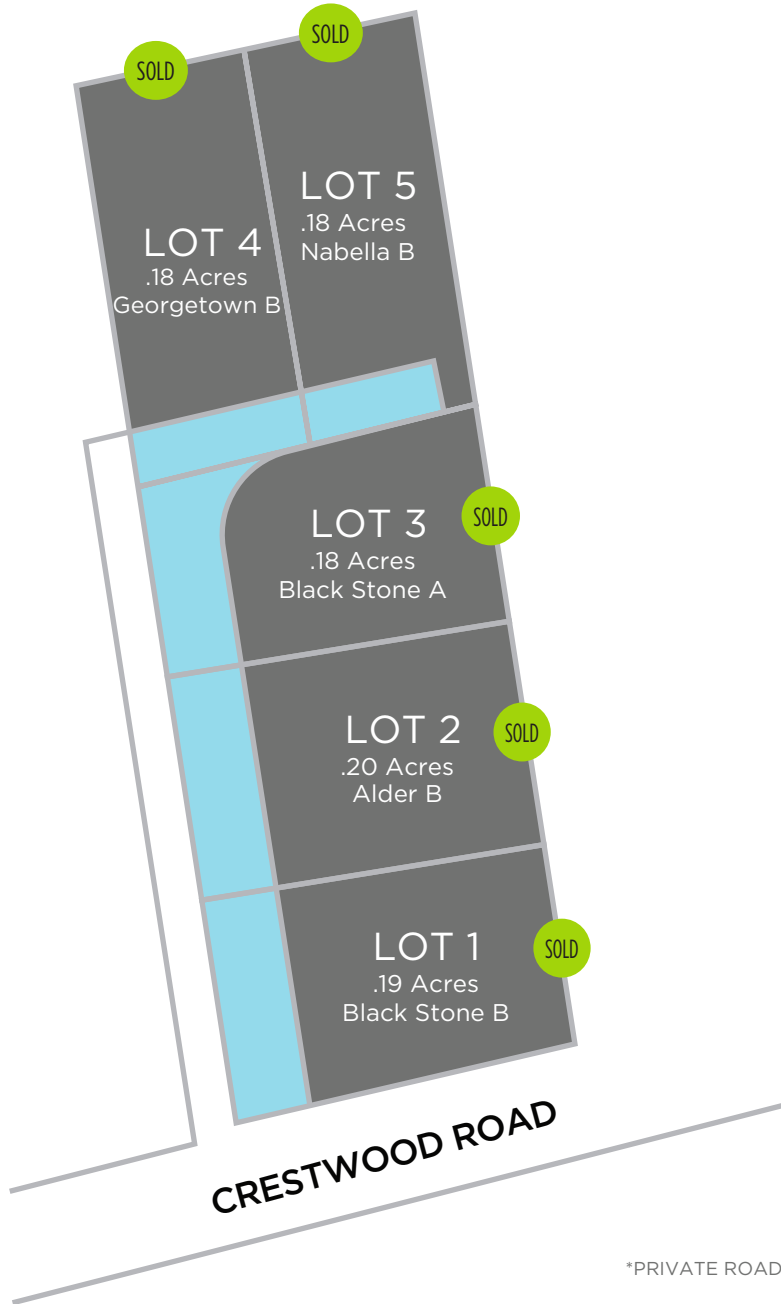 SOLD
SOLD
LOT 5
.18 Acres
Nabella B
LOT 4
.18 Acres
Georgetown B
LOT 3
.18 Acres
Black Stone A
SOLD
LOT 2
.20 Acres
Alder B
SOLD
LOT 1
.19 Acres
Black Stone B
SOLD
CRESTWOOD ROAD
*PRIVATE ROAD